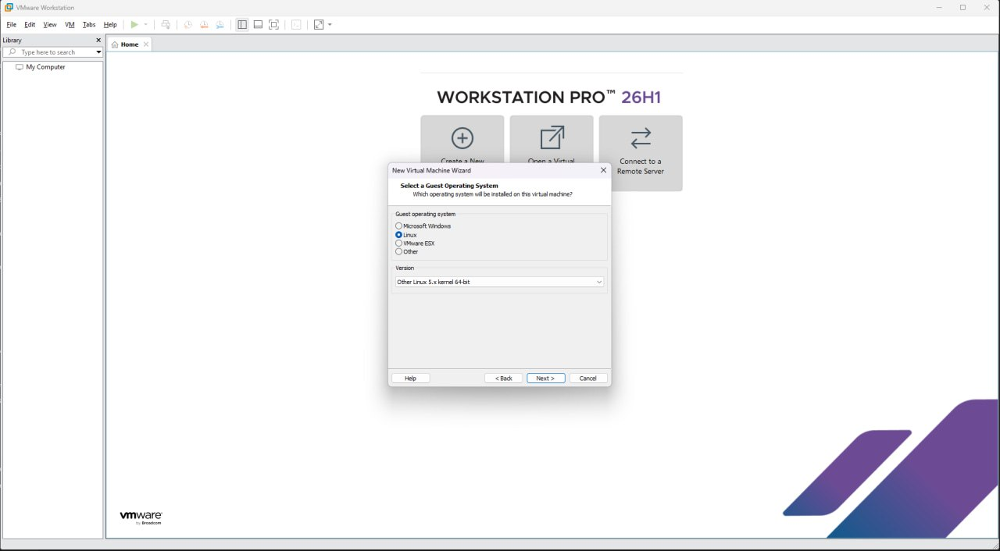 VMware Workstation
File Edit View VM Tabs Help
Library
Type here to search
My Computer
Home
WORKSTATION PRO™ 26H1
Create a New
Open a Virtual
Connect to a
Remote Server
New Virtual Machine Wizard
Select a Guest Operating System
Which operating system will be installed on this virtual machine?
Guest operating system
Microsoft Windows
Linux
VMware ESX
Other
Version
Other Linux 5.x kernel 64-bit
Help
< Back
Next >
Cancel
vmware
by Broadcom